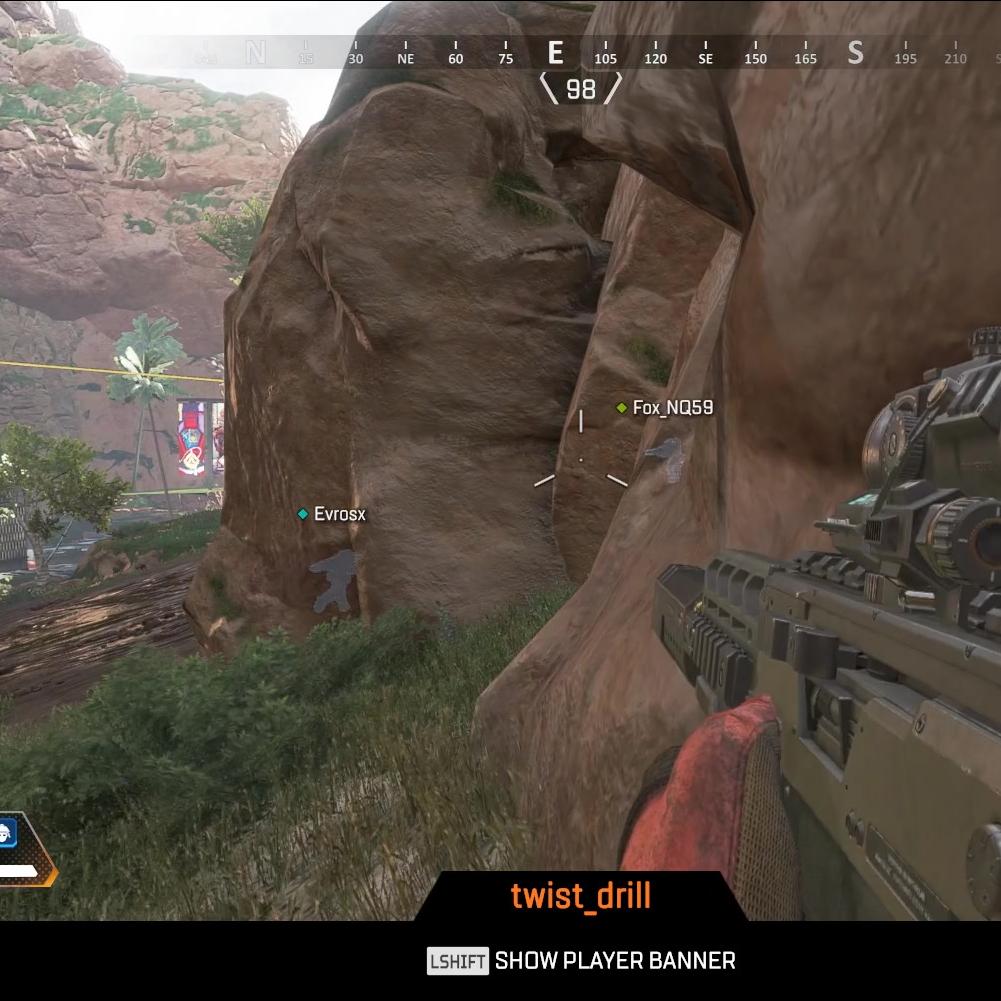 345 N 15 30 NE 60 75 E 105 120 SE 150 165 S 195 210
98
Fox_NQ59
Evrosx
twist_drill
LSHIFT SHOW PLAYER BANNER